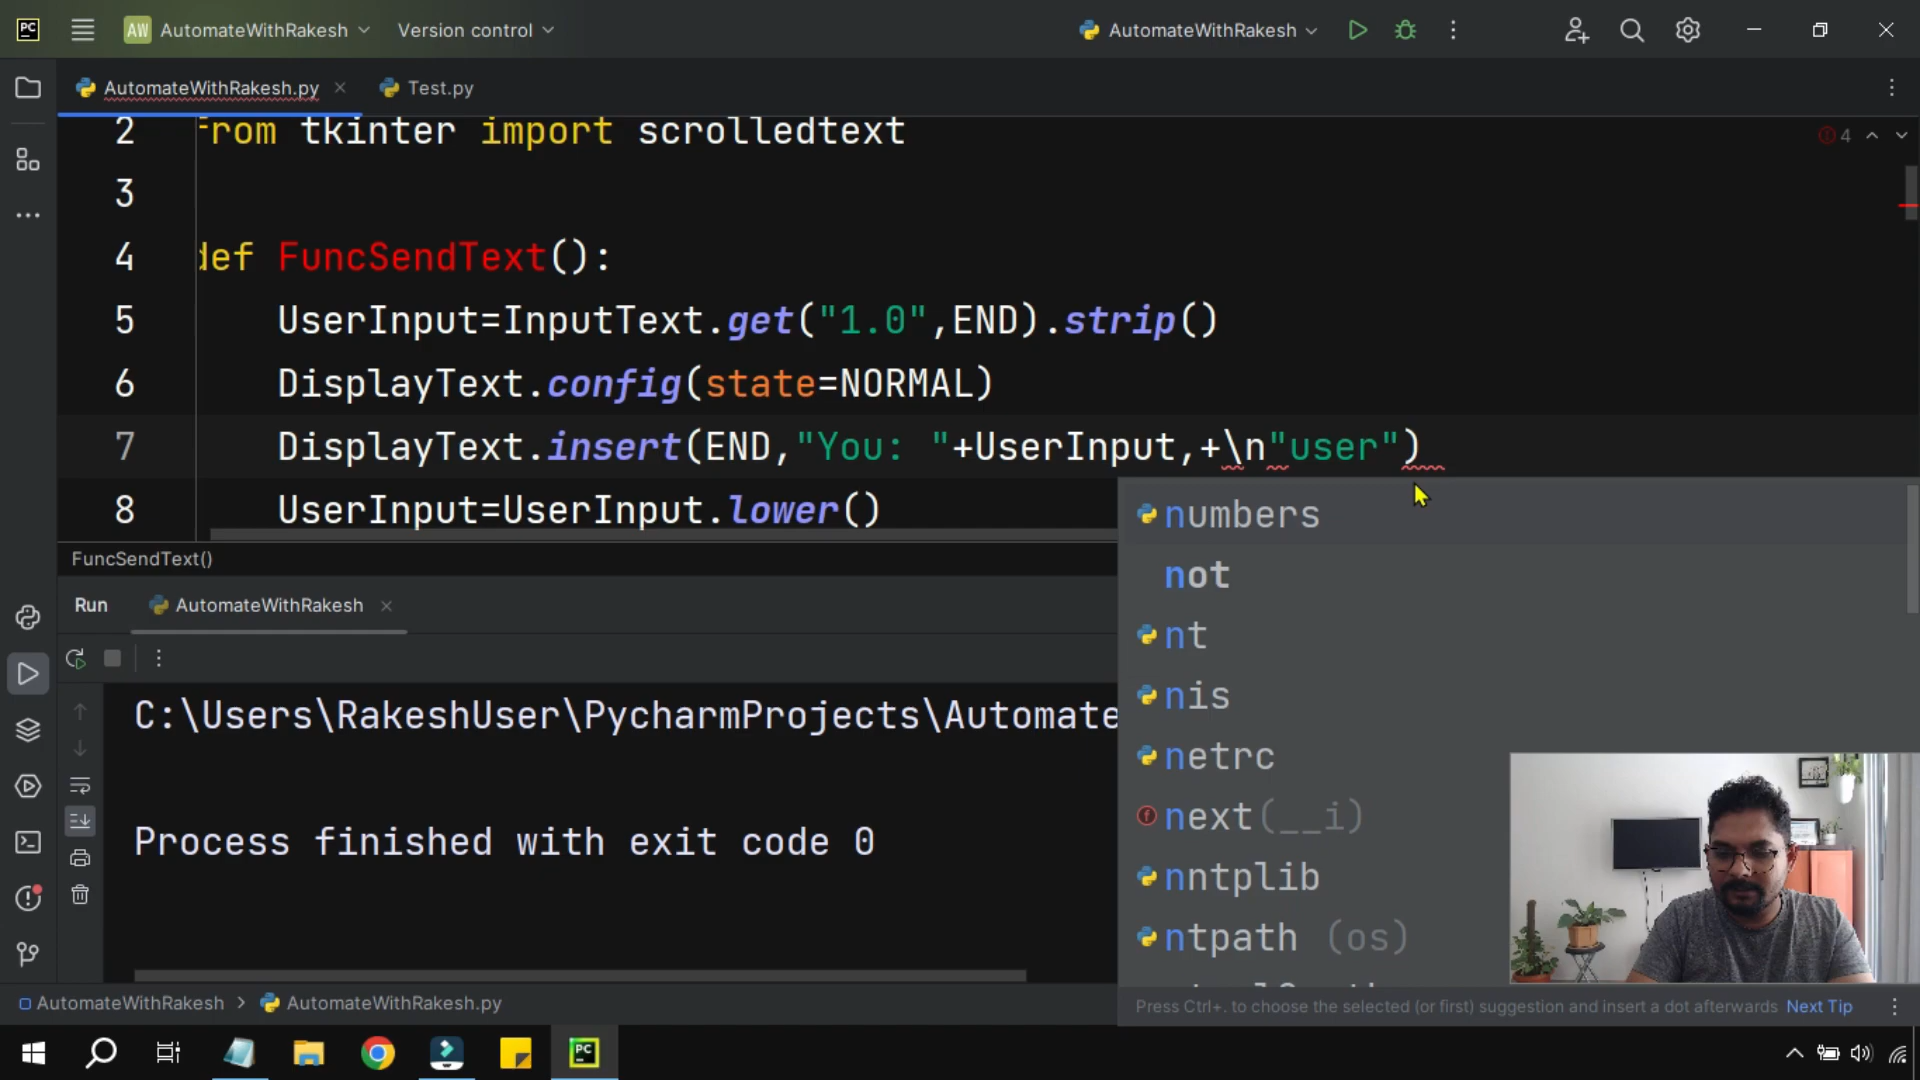 PC
AW AutomateWithRakesh Version control AutomateWithRakesh
AutomateWithRakesh.py Test.py
2 from tkinter import scrolledtext 4
3
4 def FuncSendText():
5 UserInput=InputText.get("1.0",END).strip()
6 DisplayText.config(state=NORMAL)
7 DisplayText.insert(END,"You: "+UserInput,+\n"user")
8 UserInput=UserInput.lower()
FuncSendText()
Run AutomateWithRakesh
C:\Users\RakeshUser\PycharmProjects\Automate
Process finished with exit code 0
numbers
not
nt
nis
netrc
next(__i)
nntplib
ntpath (os)
Press Ctrl+. to choose the selected (or first) suggestion and insert a dot afterwards Next Tip
AutomateWithRakesh > AutomateWithRakesh.py
PC